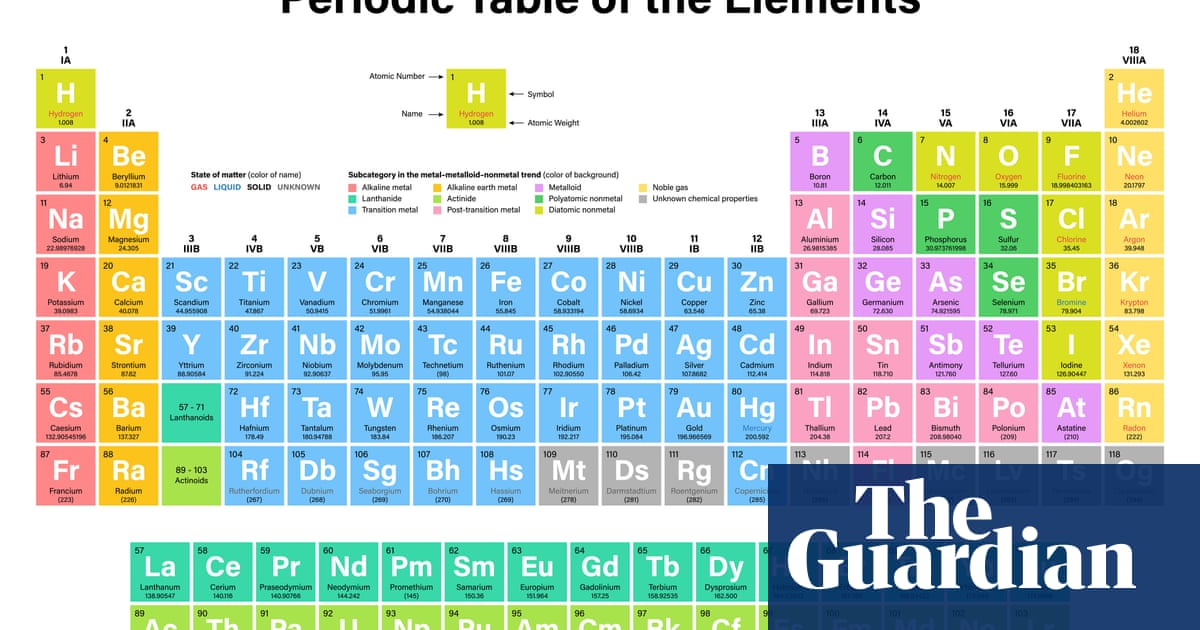 Periodic Table of the Elements
1 18
IA VIIIA
1 Atomic Number 1 2
H H Symbol He
Hydrogen Name Hydrogen Helium
1.008 1.008 Atomic Weight 4.002602
2 13 14 15 16 17
IIA IIIA IVA VA VIA VIIA
3 4 5 6 7 8 9 10
Li Be B C N O F Ne
Lithium Beryllium Boron Carbon Nitrogen Oxygen Fluorine Neon
6.94 9.0121831 10.81 12.011 14.007 15.999 18.998403163 20.1797
State of matter (color of name)
GAS LIQUID SOLID UNKNOWN
Subcategory in the metal-metalloid-nonmetal trend (color of background)
Alkaline metal Alkaline earth metal Metalloid Noble gas
Lanthanide Actinide Polyatomic nonmetal Unknown chemical properties
Transition metal Post-transition metal Diatomic nonmetal
11 12 13 14 15 16 17 18
Na Mg Al Si P S Cl Ar
Sodium Magnesium Aluminium Silicon Phosphorus Sulfur Chlorine Argon
22.98976928 24.305 26.9815385 28.085 30.973761998 32.06 35.45 39.948
3 4 5 6 7 8 9 10 11 12
IIIB IVB VB VIB VIIB VIIIB VIIIB VIIIB IB IIB
19 20 21 22 23 24 25 26 27 28 29 30 31 32 33 34 35 36
K Ca Sc Ti V Cr Mn Fe Co Ni Cu Zn Ga Ge As Se Br Kr
Potassium Calcium Scandium Titanium Vanadium Chromium Manganese Iron Cobalt Nickel Copper Zinc Gallium Germanium Arsenic Selenium Bromine Krypton
39.0983 40.078 44.955908 47.867 50.9415 51.9961 54.938044 55.845 58.933194 58.6934 63.546 65.38 69.723 72.630 74.921595 78.971 79.904 83.798
37 38 39 40 41 42 43 44 45 46 47 48 49 50 51 52 53 54
Rb Sr Y Zr Nb Mo Tc Ru Rh Pd Ag Cd In Sn Sb Te I Xe
Rubidium Strontium Yttrium Zirconium Niobium Molybdenum Technetium Ruthenium Rhodium Palladium Silver Cadmium Indium Tin Antimony Tellurium Iodine Xenon
85.4678 87.62 88.90584 91.224 92.90637 95.95 (98) 101.07 102.90550 106.42 107.8682 112.414 114.818 118.710 121.760 127.60 126.90447 131.293
55 56 57 - 71 72 73 74 75 76 77 78 79 80 81 82 83 84 85 86
Cs Ba Lanthanoids Hf Ta W Re Os Ir Pt Au Hg Tl Pb Bi Po At Rn
Caesium Barium Hafnium Tantalum Tungsten Rhenium Osmium Iridium Platinum Gold Mercury Thallium Lead Bismuth Polonium Astatine Radon
132.90545196 137.327 178.49 180.94788 183.84 186.207 190.23 192.217 195.084 196.966569 200.592 204.38 207.2 208.98040 (209) (210) (222)
87 88 89 - 103 104 105 106 107 108 109 110 111 112 113 114 115 116 117 118
Fr Ra Actinoids Rf Db Sg Bh Hs Mt Ds Rg Cn Nh Fl Mc Lv Ts Og
Francium Radium Rutherfordium Dubnium Seaborgium Bohrium Hassium Meitnerium Darmstadtium Roentgenium
(223) (226) (267) (268) (269) (270) (269) (278) (281) (282) (285)
The
Guardian
57 58 59 60 61 62 63 64 65 66
La Ce Pr Nd Pm Sm Eu Gd Tb Dy
Lanthanum Cerium Praseodymium Neodymium Promethium Samarium Europium Gadolinium Terbium Dysprosium
138.90547 140.116 140.90766 144.242 (145) 150.36 151.964 157.25 158.92535 162.500
89 90 91 92 93 94 95 96 97 98 100 101 102 103
Ac Th Pa U Np Pu Am Cm Bk Cf Es Fm Md No Lr